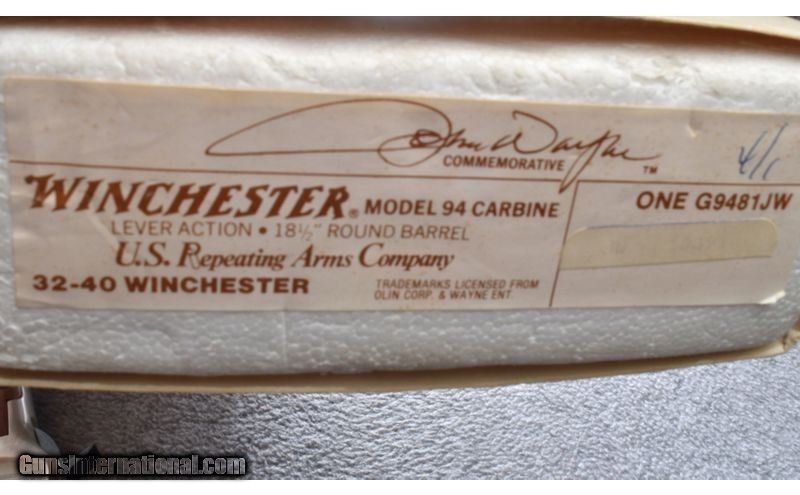 John Wayne
COMMEMORATIVE ™
WINCHESTER® MODEL 94 CARBINE
LEVER ACTION • 18½" ROUND BARREL
U.S. Repeating Arms Company
32-40 WINCHESTER
TRADEMARKS LICENSED FROM
OLIN CORP. & WAYNE ENT.
ONE G9481JW
GunsInternational.com